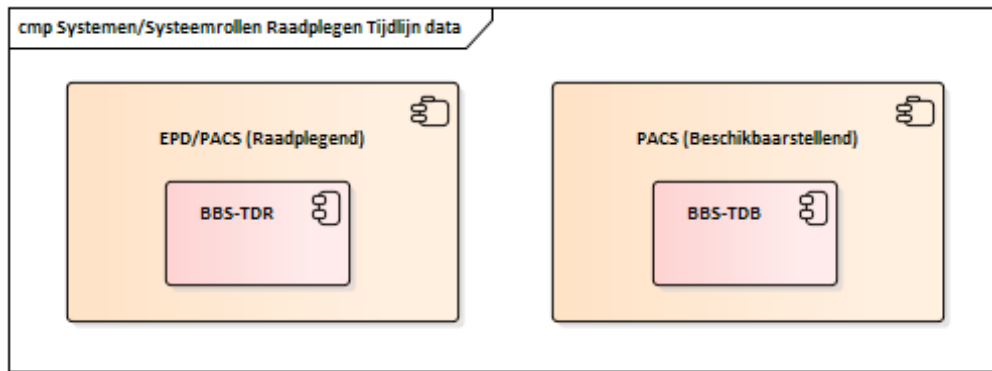 cmp Systemen/Systeemrollen Raadplegen Tijdlijn data
EPD/PACS (Raadplegend)
PACS (Beschikbaarstellend)
BBS-TDR
BBS-TDB